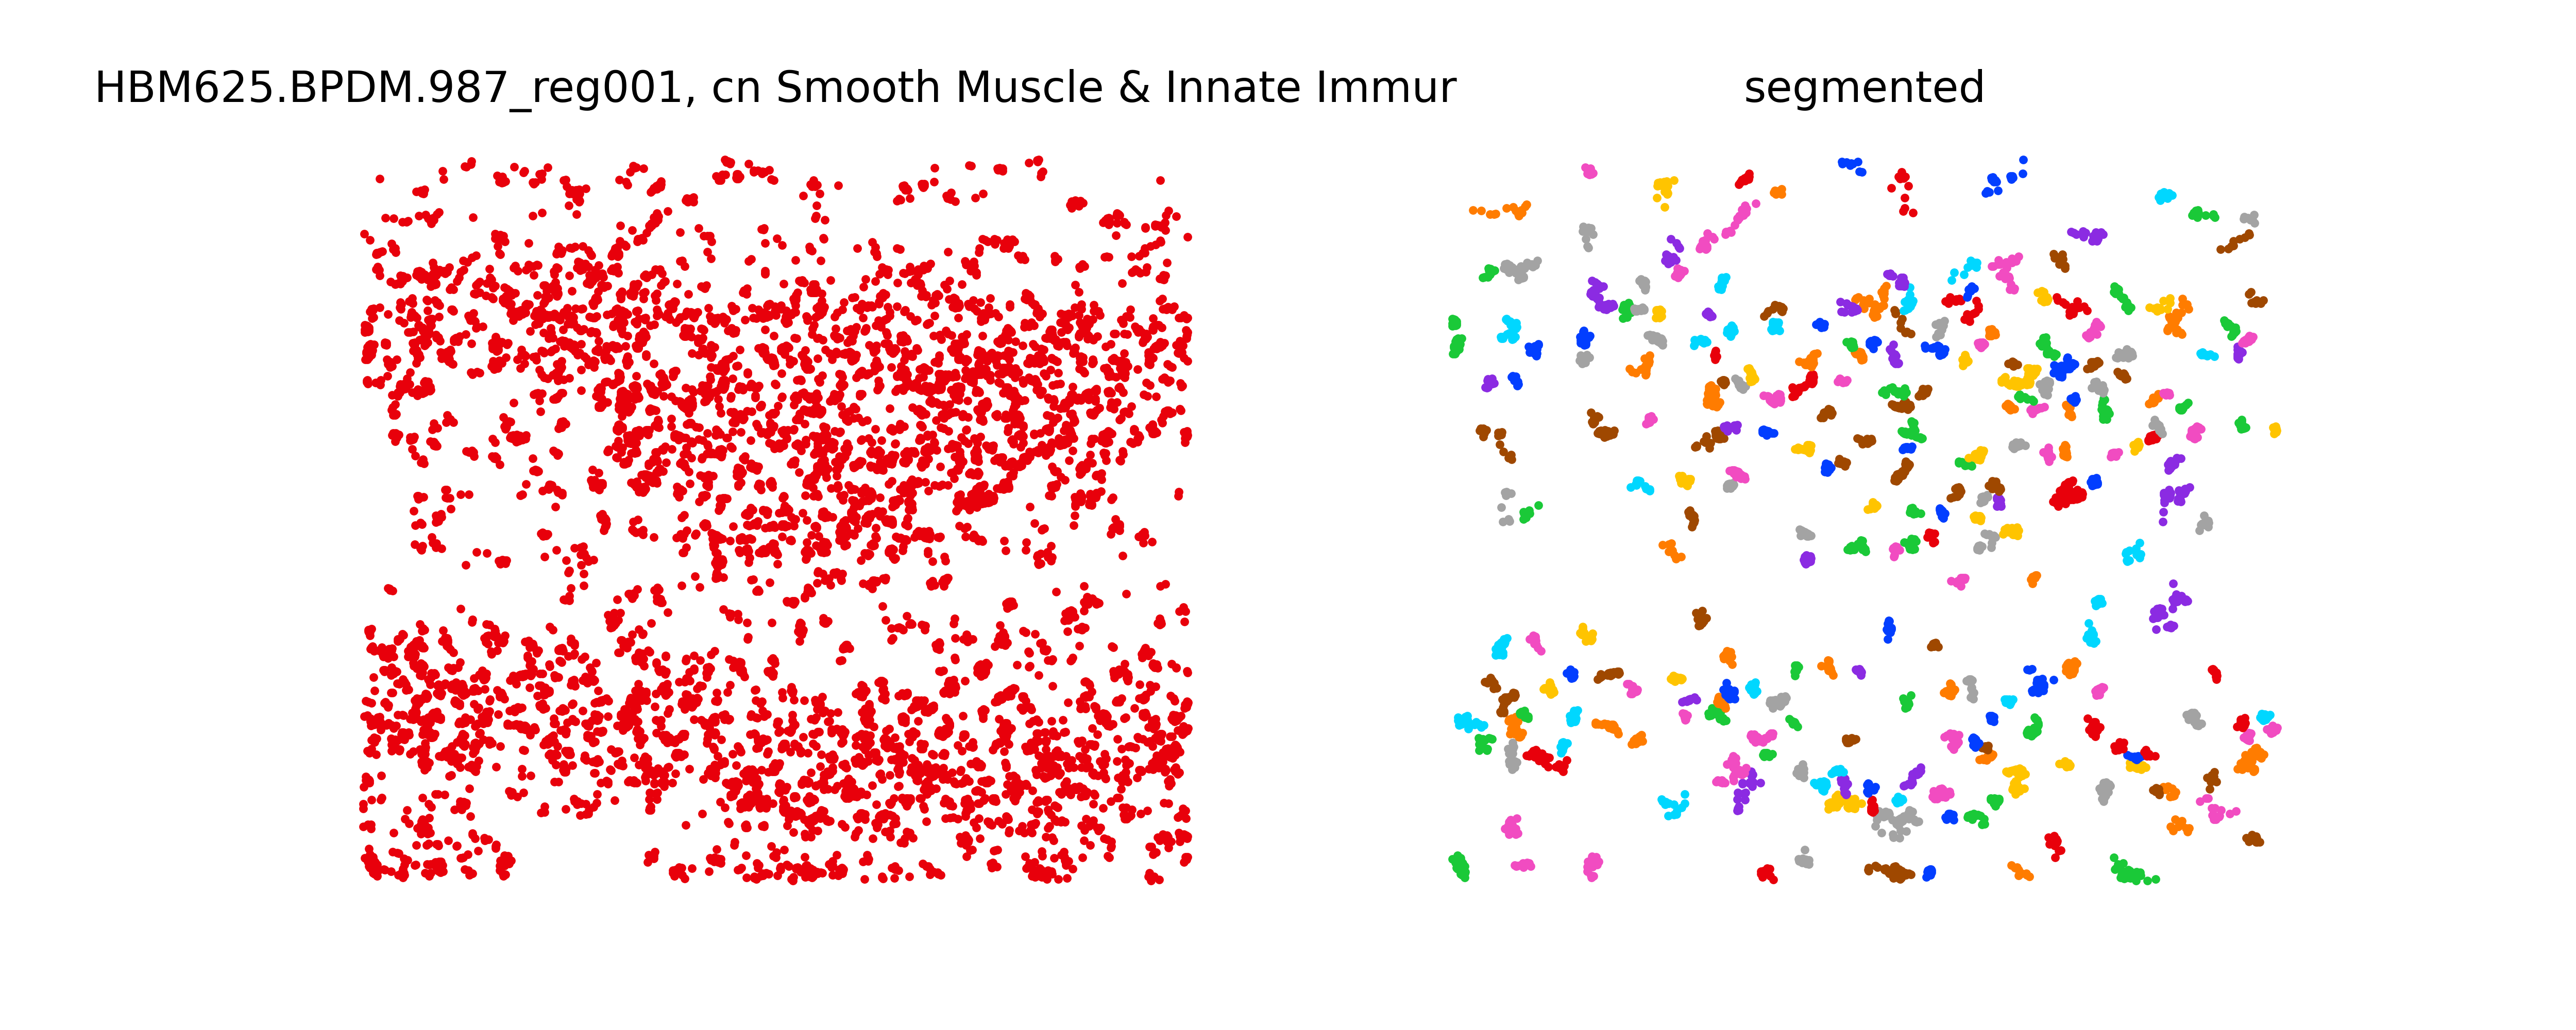 HBM625.BPDM.987_reg001, cn Smooth Muscle & Innate Immur
segmented